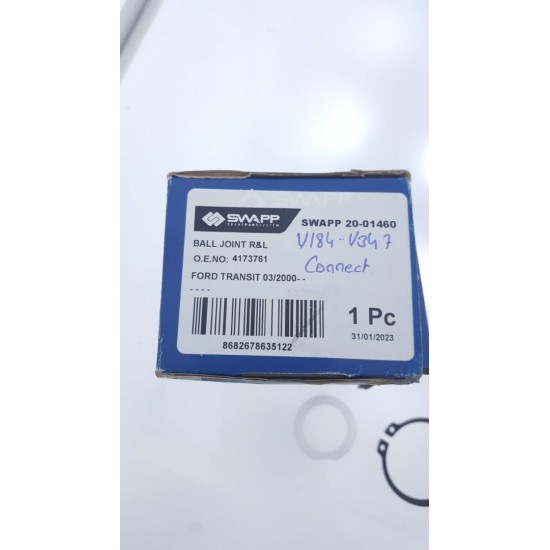 SWAPP
SWAPP 20-01460
BALL JOINT R&L
V184-V347
O.E.NO: 4173761
Connect
FORD TRANSIT 03/2000- -
- - - -
1 Pc
31/01/2023
8682678635122